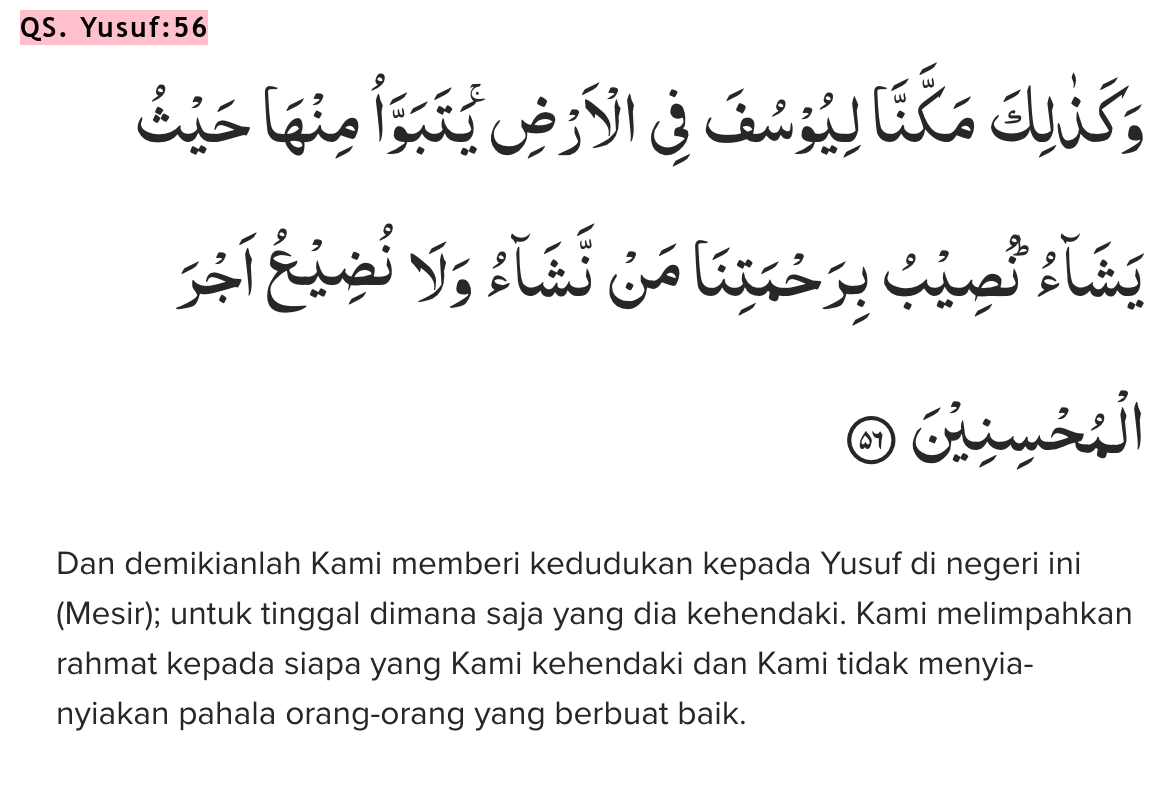 QS. Yusuf:56
وَكَذٰلِكَ مَكَّنَّا لِيُوْسُفَ فِى الْاَرْضِ يَتَبَوَّاُ مِنْهَا حَيْثُ
يَشَاۤءُ ۗنُصِيْبُ بِرَحْمَتِنَا مَنْ نَّشَاۤءُ وَلَا نُضِيْعُ اَجْرَ
الْمُحْسِنِيْنَ ٥٦
Dan demikianlah Kami memberi kedudukan kepada Yusuf di negeri ini
(Mesir); untuk tinggal dimana saja yang dia kehendaki. Kami melimpahkan
rahmat kepada siapa yang Kami kehendaki dan Kami tidak menyia-
nyiakan pahala orang-orang yang berbuat baik.